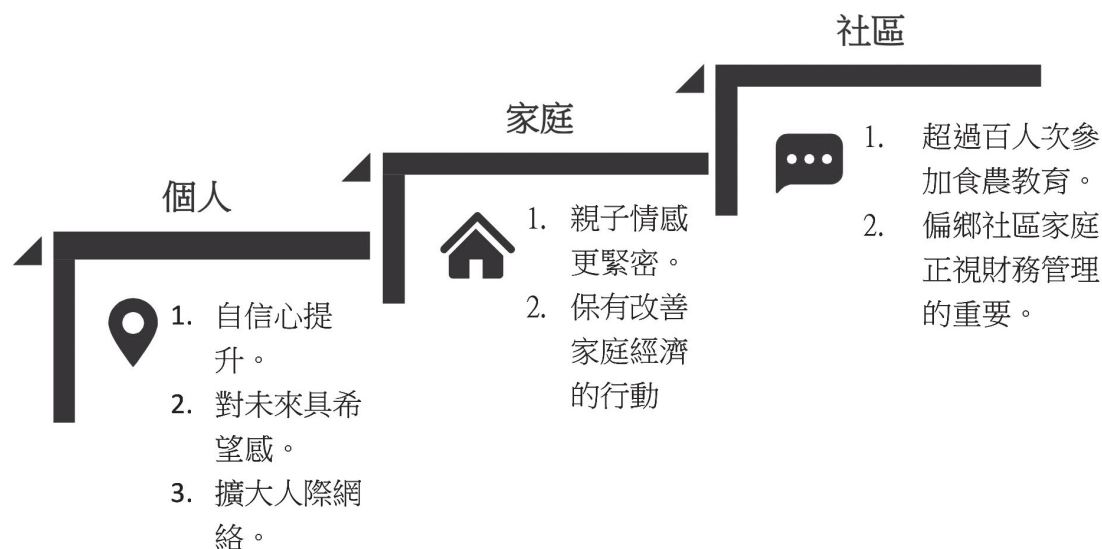 個人
1. 自信心提
升。
2. 對未來具希
望感。
3. 擴大人際網
絡。
家庭
1. 親子情感
更緊密。
2. 保有改善
家庭經濟
的行動
社區
1. 超過百人次參
加食農教育。
2. 偏鄉社區家庭
正視財務管理
的重要。